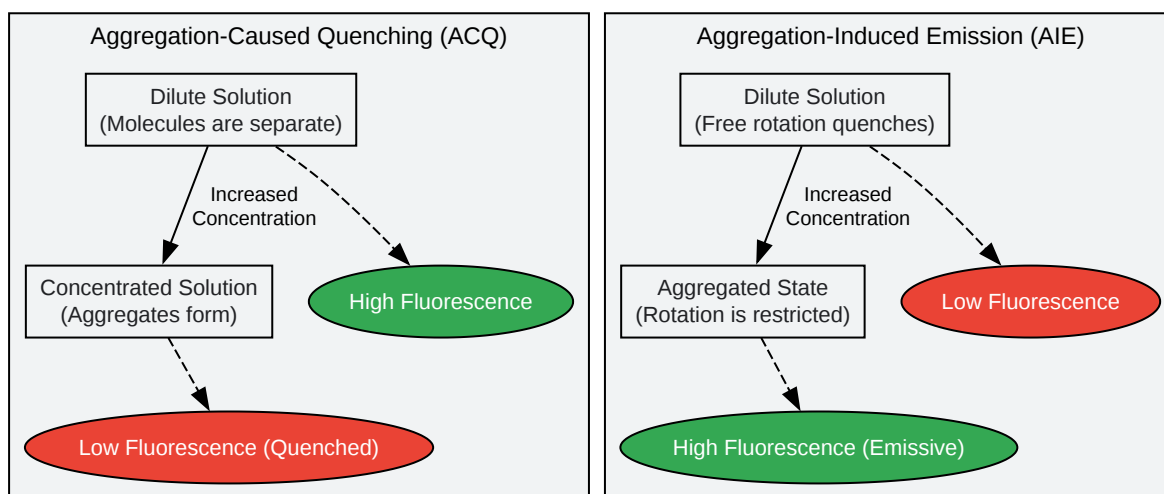 Aggregation-Caused Quenching (ACQ)
Dilute Solution
(Molecules are separate)
Increased
Concentration
Concentrated Solution
(Aggregates form)
High Fluorescence
Low Fluorescence (Quenched)
Aggregation-Induced Emission (AIE)
Dilute Solution
(Free rotation quenches)
Increased
Concentration
Aggregated State
(Rotation is restricted)
Low Fluorescence
High Fluorescence (Emissive)